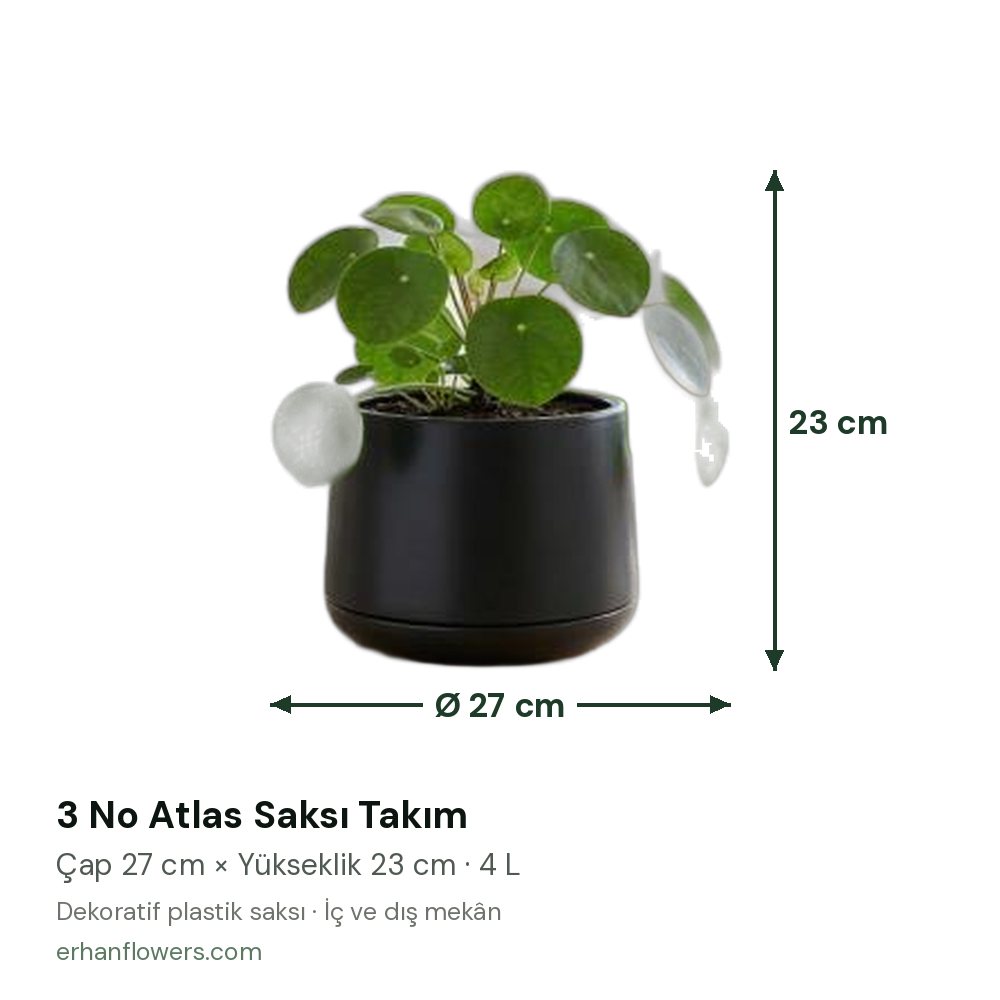 23 cm
Ø 27 cm
3 No Atlas Saksı Takım
Çap 27 cm × Yükseklik 23 cm · 4 L
Dekoratif plastik saksı · İç ve dış mekân
erhanflowers.com